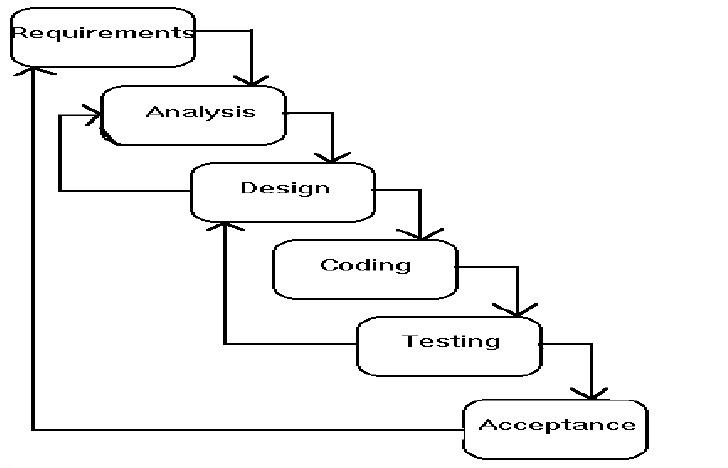 Requirements
Analysis
Design
Coding
Testing
Acceptance